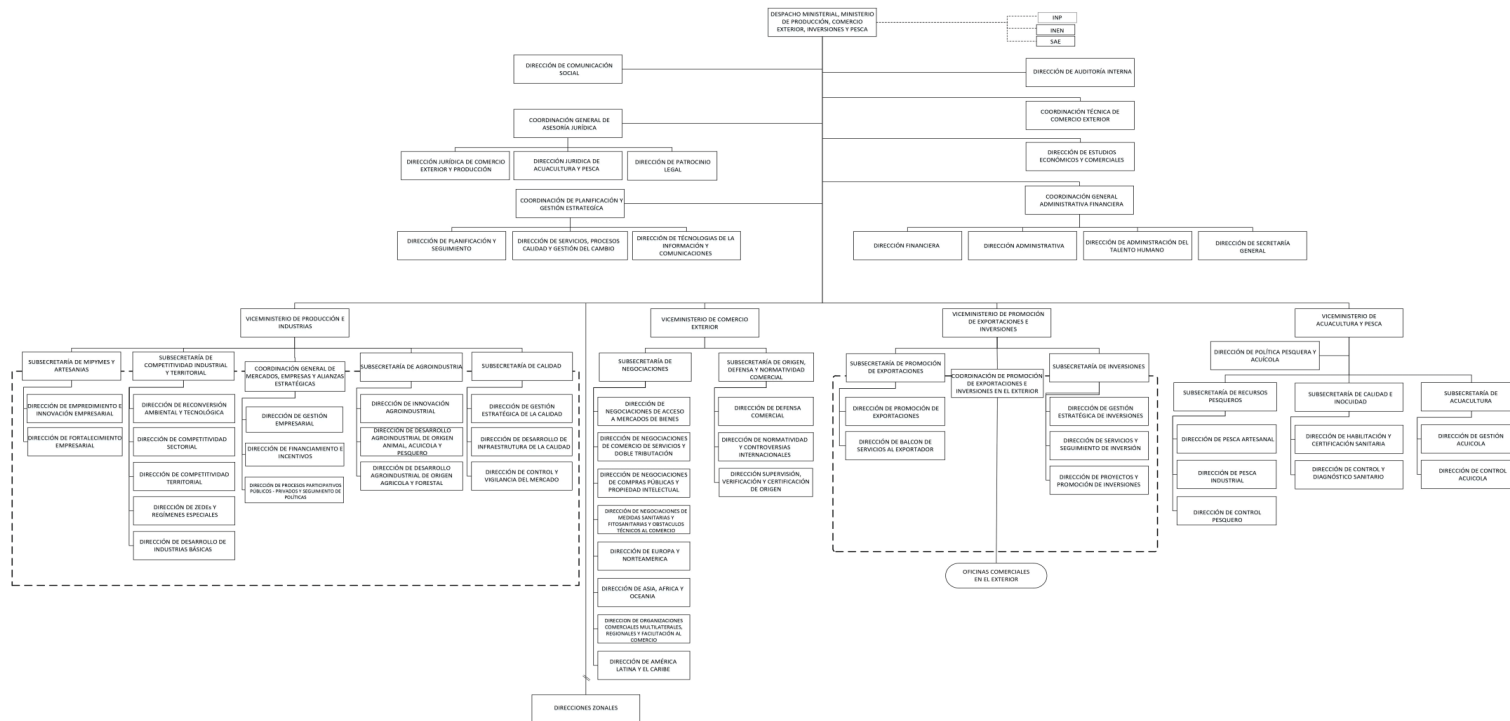 DESPACHO MINISTERIAL, MINISTERIO
DE PRODUCCIÓN, COMERCIO
EXTERIOR, INVERSIONES Y PESCA
INP
INEN
SAE
DIRECCIÓN DE COMUNICACIÓN
SOCIAL
DIRECCIÓN DE AUDITORÍA INTERNA
COORDINACIÓN TÉCNICA DE
COMERCIO EXTERIOR
COORDINACIÓN GENERAL DE
ASESORÍA JURÍDICA
DIRECCIÓN DE ESTUDIOS
ECONÓMICOS Y COMERCIALES
DIRECCIÓN JURÍDICA DE COMERCIO
EXTERIOR Y PRODUCCIÓN
DIRECCIÓN JURIDICA DE
ACUACULTURA Y PESCA
DIRECCIÓN DE PATROCINIO
LEGAL
COORDINACIÓN DE PLANIFICACIÓN Y
GESTIÓN ESTRATEGÍCA
COORDINACIÓN GENERAL
ADMINISTRATIVA FINANCIERA
DIRECCIÓN DE PLANIFICACIÓN Y
SEGUIMIENTO
DIRECCIÓN DE SERVICIOS, PROCESOS
CALIDAD Y GESTIÓN DEL CAMBIO
DIRECCIÓN DE TÉCNOLOGIAS DE LA
INFORMACIÓN Y
COMUNICACIONES
DIRECCIÓN FINANCIERA
DIRECCIÓN ADMINISTRATIVA
DIRECCIÓN DE ADMINISTRACIÓN DEL
TALENTO HUMANO
DIRECCIÓN DE SECRETARÍA
GENERAL
VICEMINISTERIO DE PRODUCCIÓN E
INDUSTRIAS
SUBSECRETARÍA DE MIPYMES Y
ARTESANIAS
DIRECCIÓN DE EMPREDIMIENTO E
INNOVACIÓN EMPRESARIAL
DIRECCIÓN DE FORTALECIMIENTO
EMPRESARIAL
SUBSECRETARÍA DE
COMPETITIVIDAD INDUSTRIAL
Y TERRITORIAL
DIRECCIÓN DE RECONVERSIÓN
AMBIENTAL Y TECNOLÓGICA
DIRECCIÓN DE COMPETITIVIDAD
SECTORIAL
DIRECCIÓN DE COMPETITIVIDAD
TERRITORIAL
DIRECCIÓN DE ZEDEs Y
REGÍMENES ESPECIALES
DIRECCIÓN DE DESARROLLO DE
INDUSTRIAS BÁSICAS
COORDINACIÓN GENERAL DE
MERCADOS, EMPRESAS Y ALIANZAS
ESTRATÉGICAS
DIRECCIÓN DE GESTIÓN
EMPRESARIAL
DIRECCIÓN DE FINANCIAMIENTO E
INCENTIVOS
DIRECCIÓN DE PROCESOS PARTICIPATIVOS
PÚBLICOS - PRIVADOS Y SEGUIMIENTO DE
POLÍTICAS
SUBSECRETARÍA DE AGROINDUSTRIA
DIRECCIÓN DE INNOVACIÓN
AGROINDUSTRIAL
DIRECCIÓN DE DESARROLLO
AGROINDUSTRIAL DE ORIGEN
ANIMAL, ACUICOLA Y
PESQUERO
DIRECCIÓN DE DESARROLLO
AGROINDUSTRIAL DE ORIGEN
AGRICOLA Y FORESTAL
SUBSECRETARÍA DE CALIDAD
DIRECCIÓN DE GESTIÓN
ESTRATÉGICA DE LA CALIDAD
DIRECCIÓN DE DESARROLLO DE
INFRAESTRUTURA DE LA CALIDAD
DIRECCIÓN DE CONTROL Y
VIGILANCIA DEL MERCADO
VICEMINISTERIO DE COMERCIO
EXTERIOR
SUBSECRETARÍA DE
NEGOCIACIONES
DIRECCIÓN DE
NEGOCIACIONES DE ACCESO
A MERCADOS DE BIENES
DIRECCIÓN DE NEGOCIACIONES
DE COMERCIO DE SERVICIOS Y
DOBLE TRIBUTACIÓN
DIRECCIÓN DE NEGOCIACIONES
DE COMPRAS PÚBLICAS Y
PROPIEDAD INTELECTUAL
DIRECCIÓN DE NEGOCIACIONES DE
MEDIDAS SANITARIAS Y
FITOSANITARIAS Y OBSTACULOS
TÉCNICOS AL COMERCIO
DIRECCIÓN DE EUROPA Y
NORTEAMERICA
DIRECCIÓN DE ASIA, AFRICA Y
OCEANIA
DIRECCION DE ORGANIZACIONES
COMERCIALES MULTILATERALES,
REGIONALES Y FACILITACIÓN AL
COMERCIO
DIRECCIÓN DE AMÉRICA
LATINA Y EL CARIBE
SUBSECRETARÍA DE ORIGEN,
DEFENSA Y NORMATIVIDAD
COMERCIAL
DIRECCIÓN DE DEFENSA
COMERCIAL
DIRECCIÓN DE NORMATIVIDAD
Y CONTROVERSIAS
INTERNACIONALES
DIRECCIÓN SUPERVISIÓN,
VERIFICACIÓN Y CERTIFICACIÓN
DE ORIGEN
VICEMINISTERIO DE PROMOCIÓN
DE EXPORTACIONES E
INVERSIONES
SUBSECRETARÍA DE PROMOCIÓN
DE EXPORTACIONES
DIRECCIÓN DE PROMOCIÓN DE
EXPORTACIONES
DIRECCIÓN DE BALCON DE
SERVICIOS AL EXPORTADOR
COORDINACIÓN DE PROMOCIÓN
DE EXPORTACIONES E
INVERSIONES EN EL EXTERIOR
SUBSECRETARÍA DE INVERSIONES
DIRECCIÓN DE GESTIÓN
ESTRATÉGICA DE INVERSIONES
DIRECCIÓN DE SERVICIOS Y
SEGUIMIENTO DE INVERSIÓN
DIRECCIÓN DE PROYECTOS Y
PROMOCIÓN DE INVERSIONES
OFICINAS COMERCIALES
EN EL EXTERIOR
VICEMINISTERIO DE
ACUACULTURA Y PESCA
DIRECCIÓN DE POLÍTICA PESQUERA Y
ACUÍCOLA
SUBSECRETARÍA DE RECURSOS
PESQUEROS
DIRECCIÓN DE PESCA ARTESANAL
DIRECCIÓN DE PESCA
INDUSTRIAL
DIRECCIÓN DE CONTROL
PESQUERO
SUBSECRETARÍA DE CALIDAD E
INOCUIDAD
DIRECCIÓN DE HABILITACIÓN Y
CERTIFICACIÓN SANITARIA
DIRECCIÓN DE CONTROL Y
DIAGNÓSTICO SANITARIO
SUBSECRETARÍA DE
ACUACULTURA
DIRECCIÓN DE GESTIÓN
ACUICOLA
DIRECCIÓN DE CONTROL
ACUICOLA
DIRECCIONES ZONALES